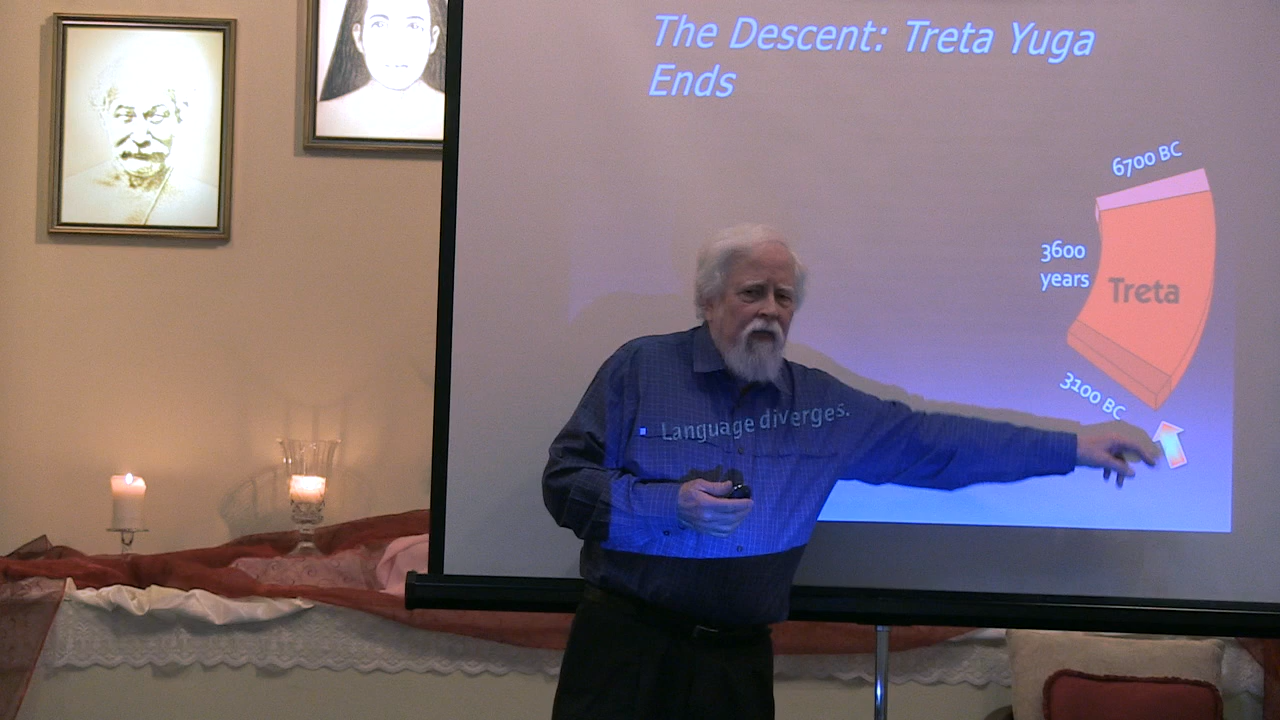 The Descent: Treta Yuga
Ends
6700 BC
3600
years
Treta
3100 BC
Language diverges.